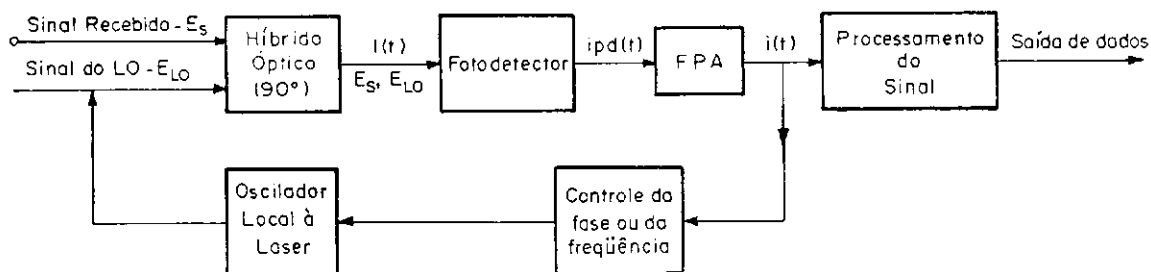 Sinal Recebido - E_S
Sinal do LO - E_LO
Híbrido
Óptico
(90°)
I(t)
E_S, E_LO
Fotodetector
ipd(t)
FPA
i(t)
Processamento
do
Sinal
Saída de dados
Oscilador
Local à
Laser
Controle da
fase ou da
freqüência